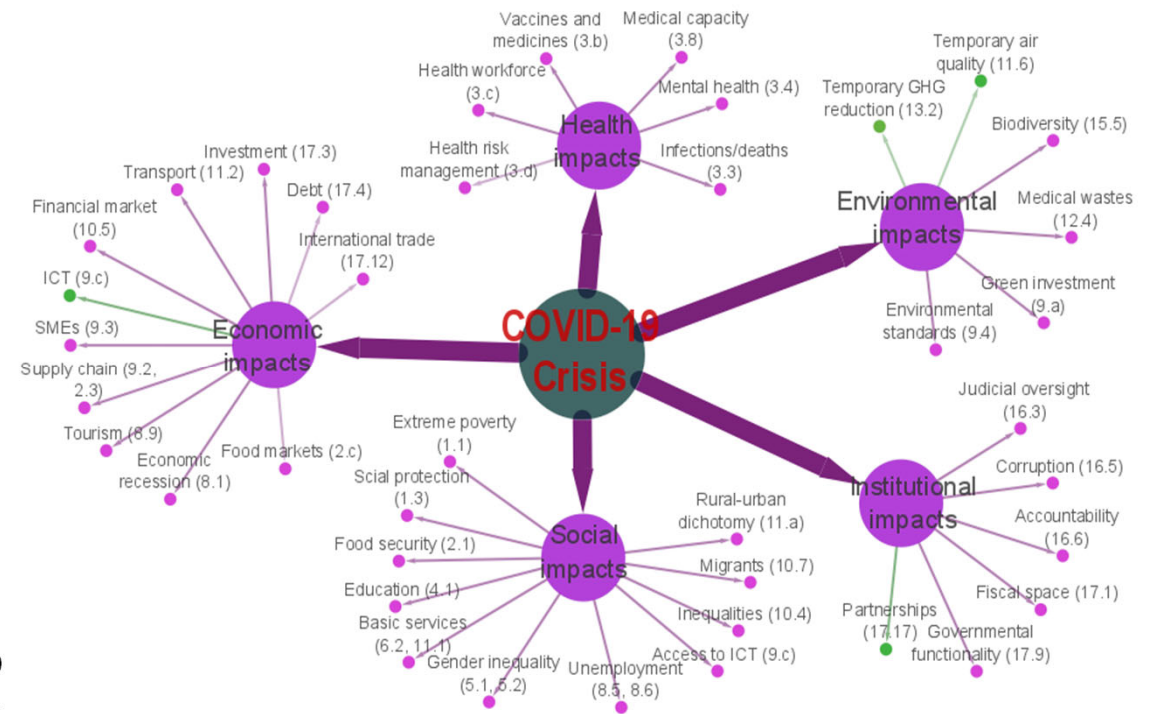 COVID-19
Crisis
Health
impacts
Vaccines and
medicines (3.b)
Medical capacity
(3.8)
Health workforce
(3.c)
Mental health (3.4)
Health risk
management (3.d)
Infections/deaths
(3.3)
Environmental
impacts
Temporary air
quality (11.6)
Temporary GHG
reduction (13.2)
Biodiversity (15.5)
Medical wastes
(12.4)
Green investment
(9.a)
Environmental
standards (9.4)
Economic
impacts
Investment (17.3)
Transport (11.2)
Debt (17.4)
Financial market
(10.5)
International trade
(17.12)
ICT (9.c)
SMEs (9.3)
Supply chain (9.2,
2.3)
Tourism (8.9)
Economic
recession (8.1)
Food markets (2.c)
Social
impacts
Extreme poverty
(1.1)
Scial protection
(1.3)
Food security (2.1)
Education (4.1)
Basic services
(6.2, 11.1)
Gender inequality
(5.1, 5.2)
Unemployment
(8.5, 8.6)
Access to ICT (9.c)
Inequalities (10.4)
Migrants (10.7)
Rural-urban
dichotomy (11.a)
Institutional
impacts
Judicial oversight
(16.3)
Corruption (16.5)
Accountability
(16.6)
Fiscal space (17.1)
Governmental
functionality (17.9)
Partnerships
(17.17)